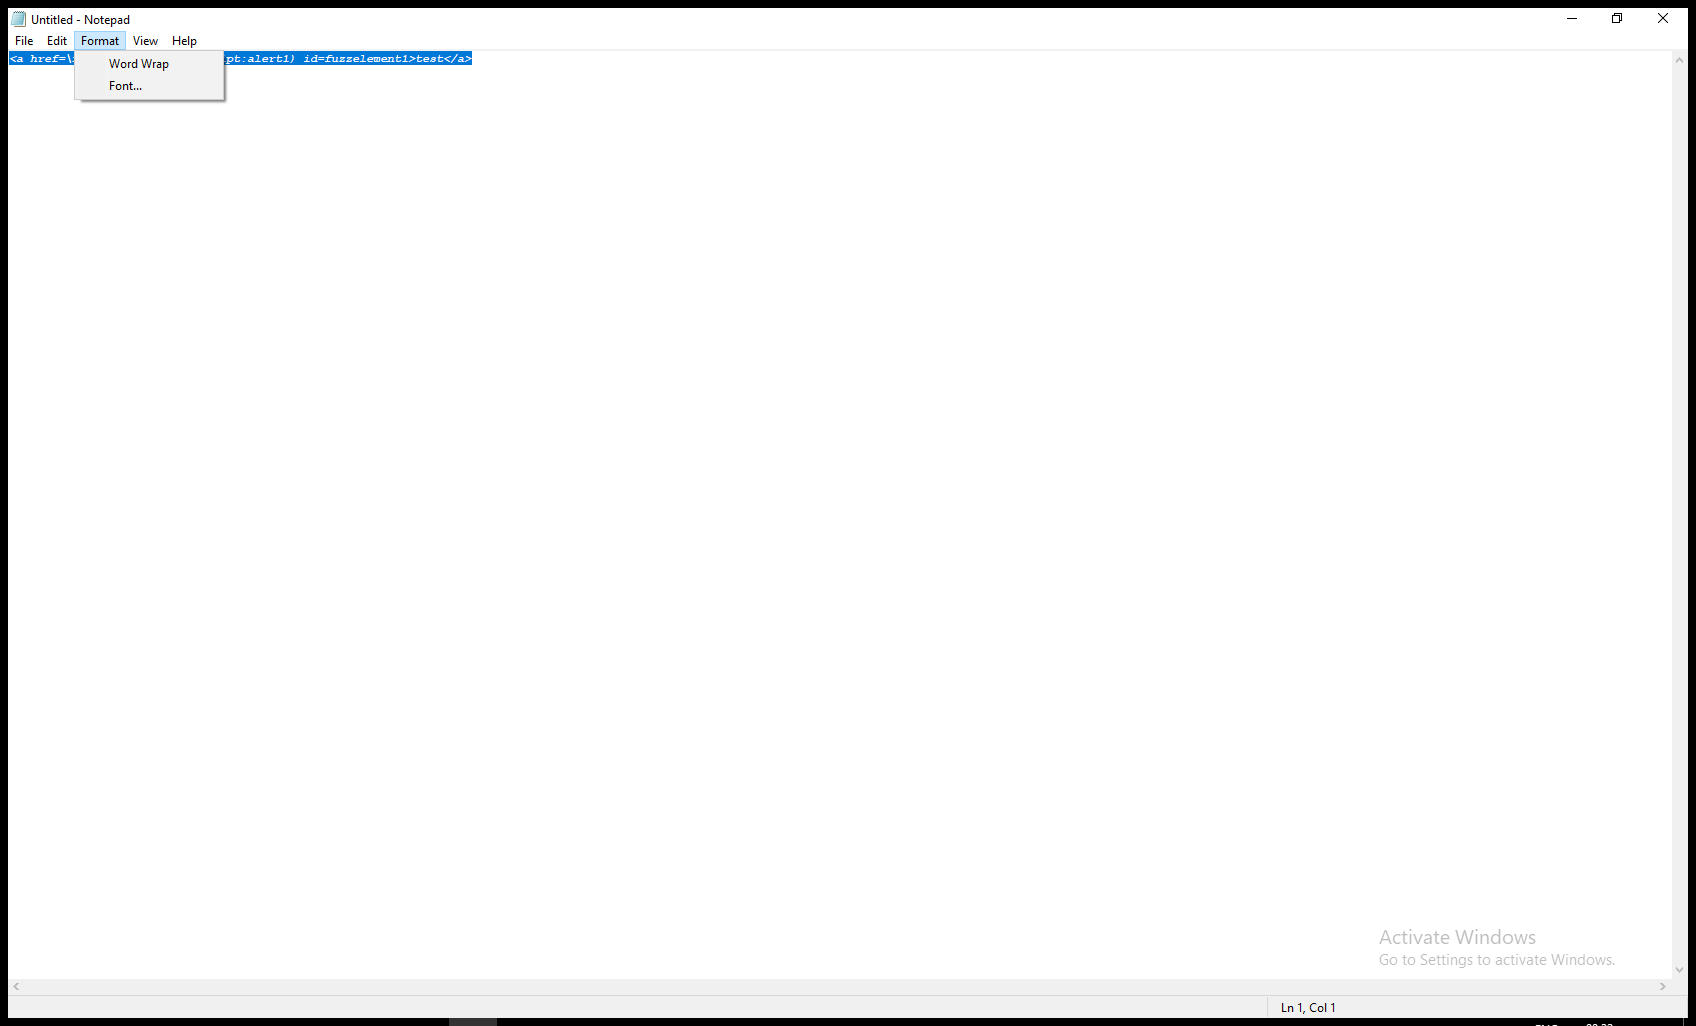 Untitled - Notepad
File Edit Format View Help
<a href=\ pt:alert1) id=fuzzelement1>test</a>
Word Wrap
Font...
Activate Windows
Go to Settings to activate Windows.
Ln 1, Col 1